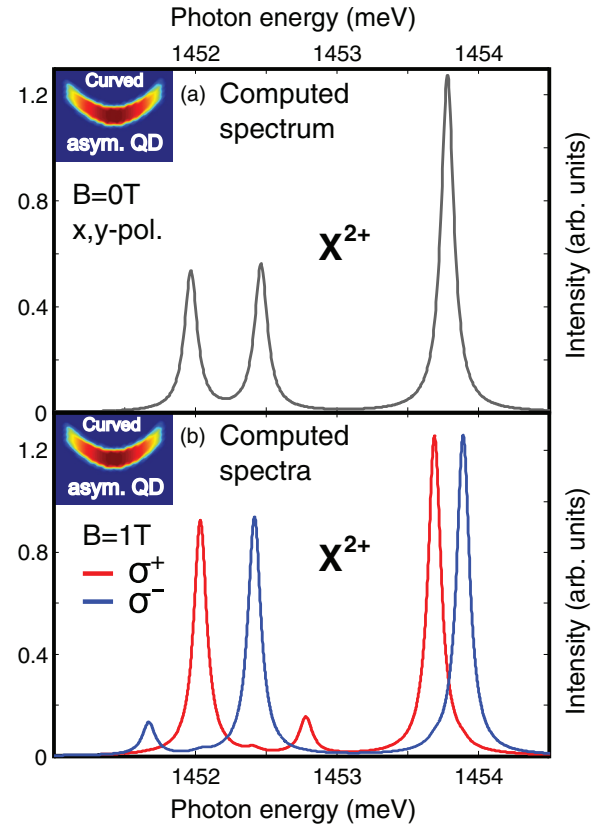 Photon energy (meV)
1452 1453 1454
Curved
asym. QD
(a) Computed
spectrum
B=0T
x,y-pol.
X²⁺
1.2
0.8
0.4
0
Intensity (arb. units)
Curved
asym. QD
(b) Computed
spectra
B=1T
σ⁺
σ⁻
X²⁺
1.2
0.8
0.4
0
Intensity (arb. units)
1452 1453 1454
Photon energy (meV)